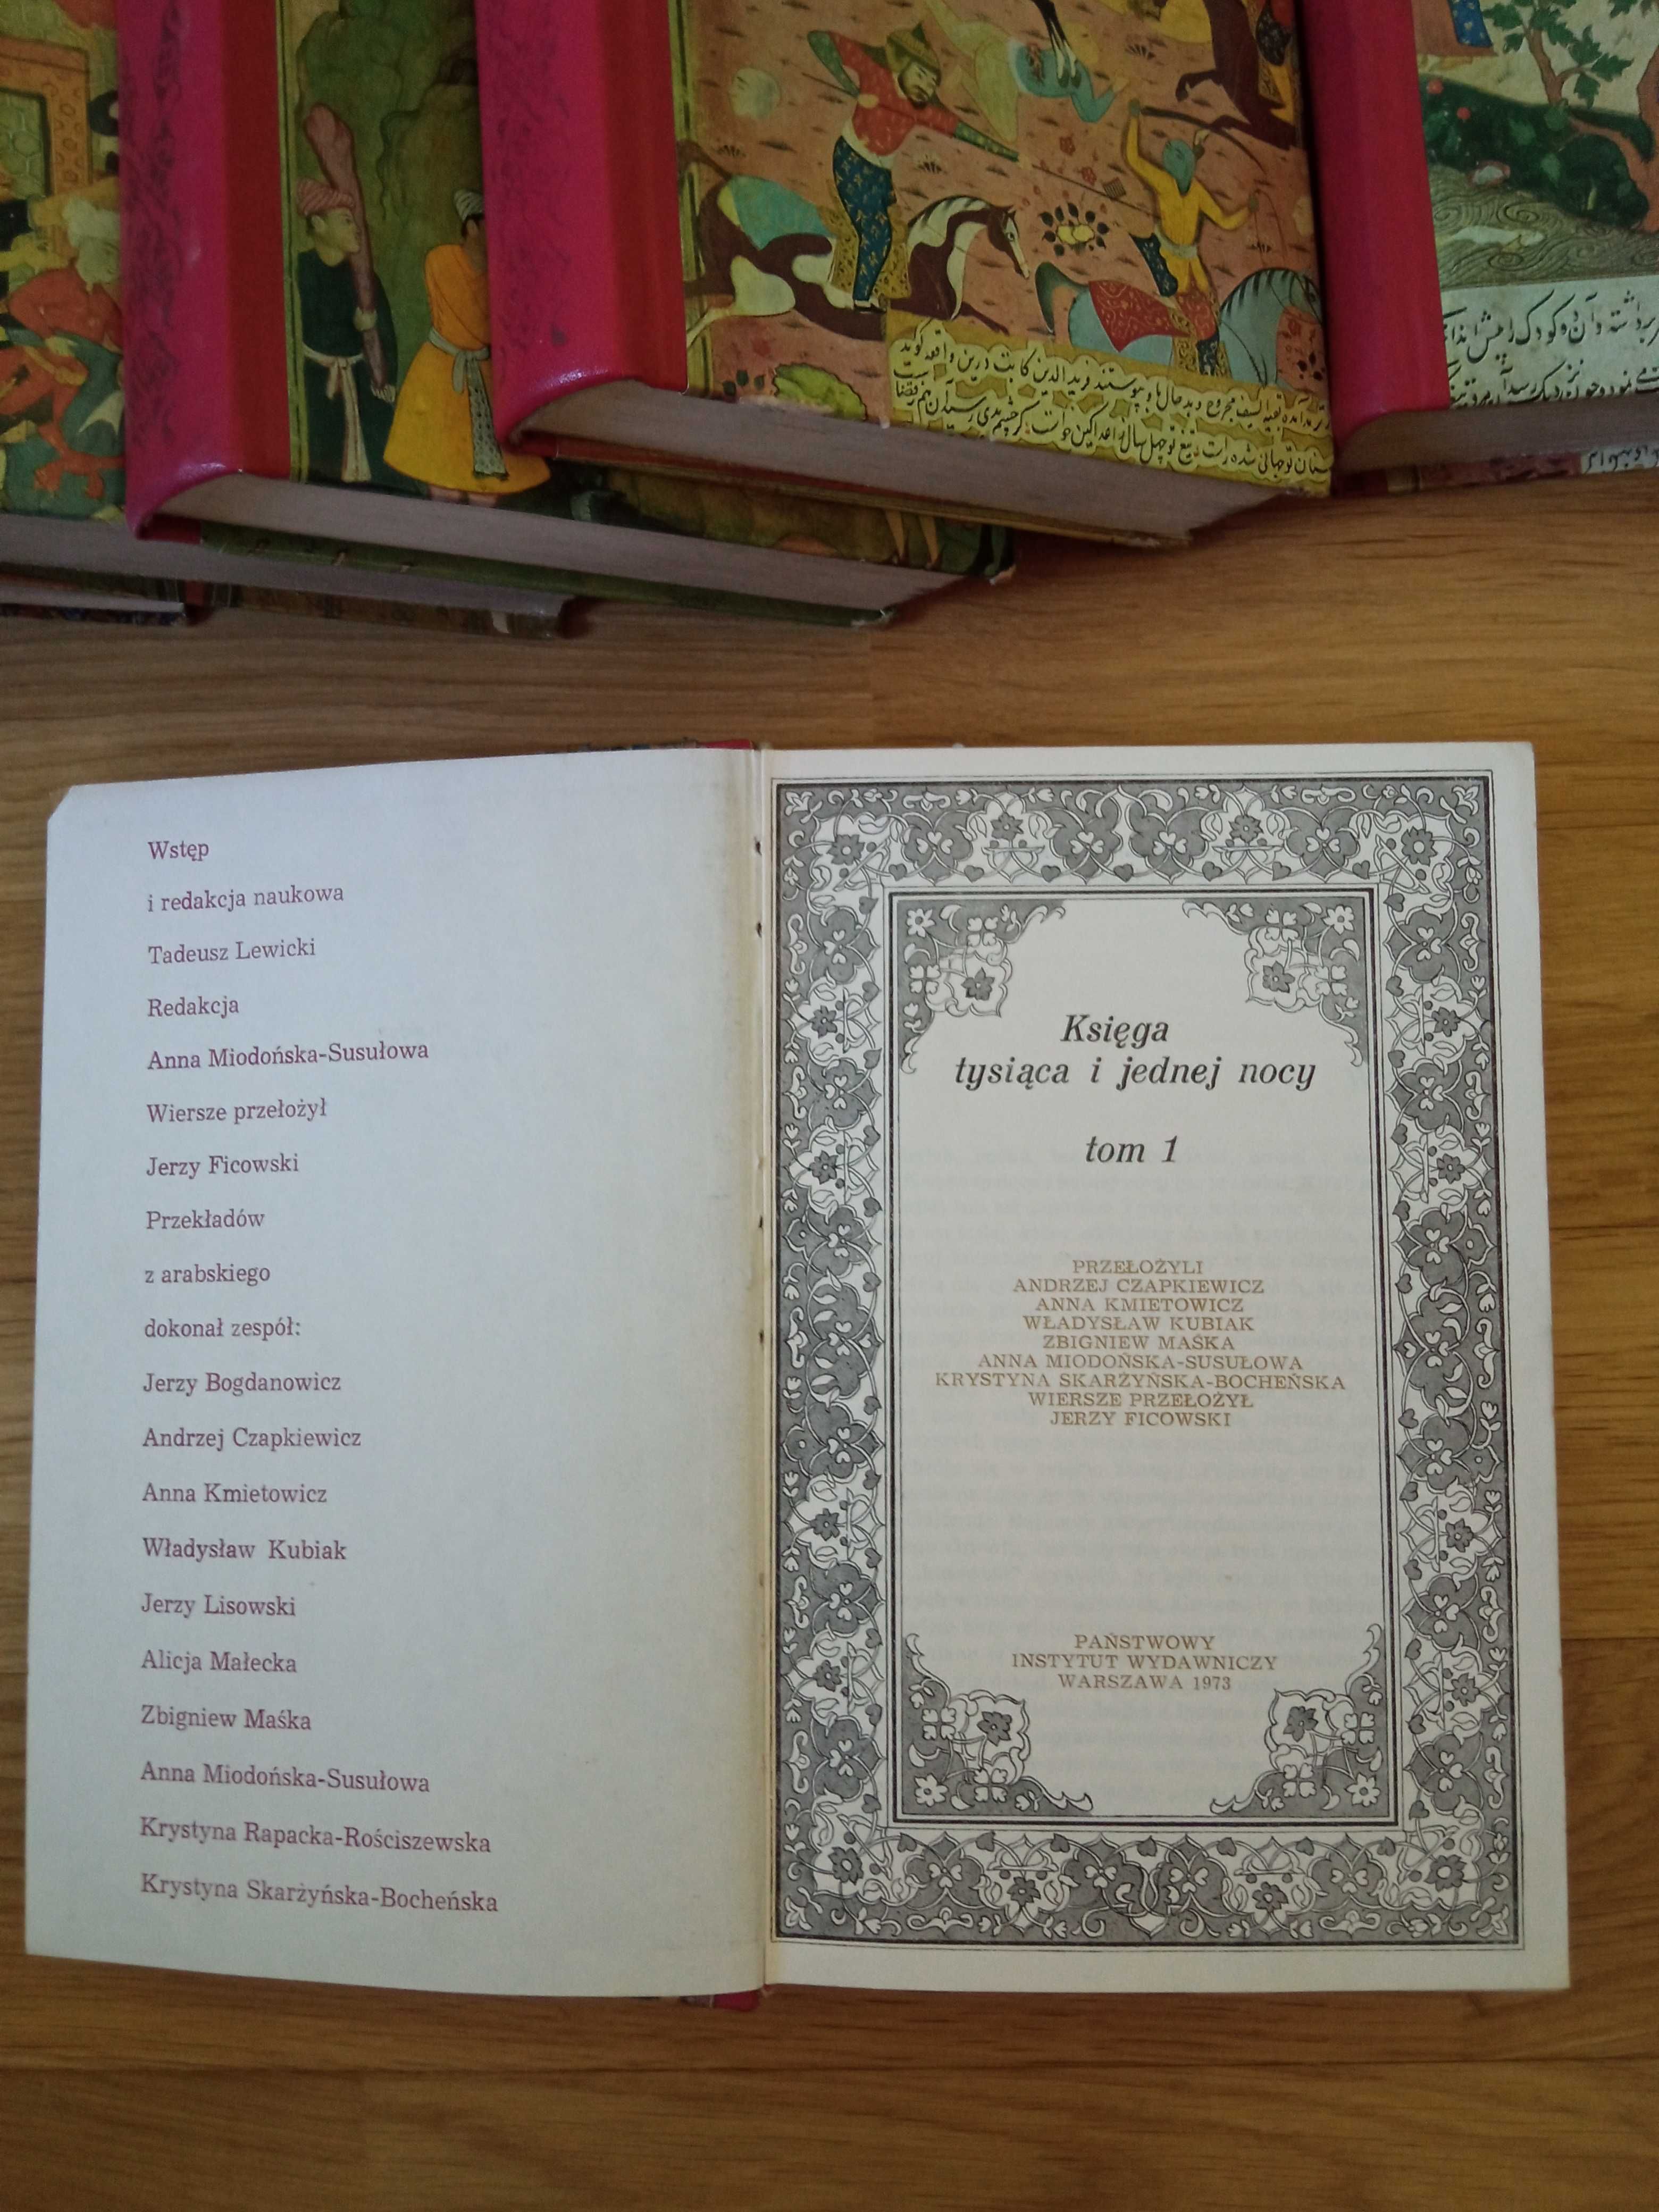 Wstęp
i redakcja naukowa
Tadeusz Lewicki
Redakcja
Anna Miodońska-Susułowa
Wiersze przełożył
Jerzy Ficowski
Przekładów
z arabskiego
dokonał zespół:
Jerzy Bogdanowicz
Andrzej Czapkiewicz
Anna Kmietowicz
Władysław Kubiak
Jerzy Lisowski
Alicja Małecka
Zbigniew Maśka
Anna Miodońska-Susułowa
Krystyna Rapacka-Rościszewska
Krystyna Skarżyńska-Bocheńska
Księga
tysiąca i jednej nocy
tom 1
PRZEŁOŻYLI
ANDRZEJ CZAPKIEWICZ
ANNA KMIETOWICZ
WŁADYSŁAW KUBIAK
ZBIGNIEW MAŚKA
ANNA MIODOŃSKA-SUSUŁOWA
KRYSTYNA SKARŻYŃSKA-BOCHEŃSKA
WIERSZE PRZEŁOŻYŁ
JERZY FICOWSKI
PAŃSTWOWY
INSTYTUT WYDAWNICZY
WARSZAWA 1973